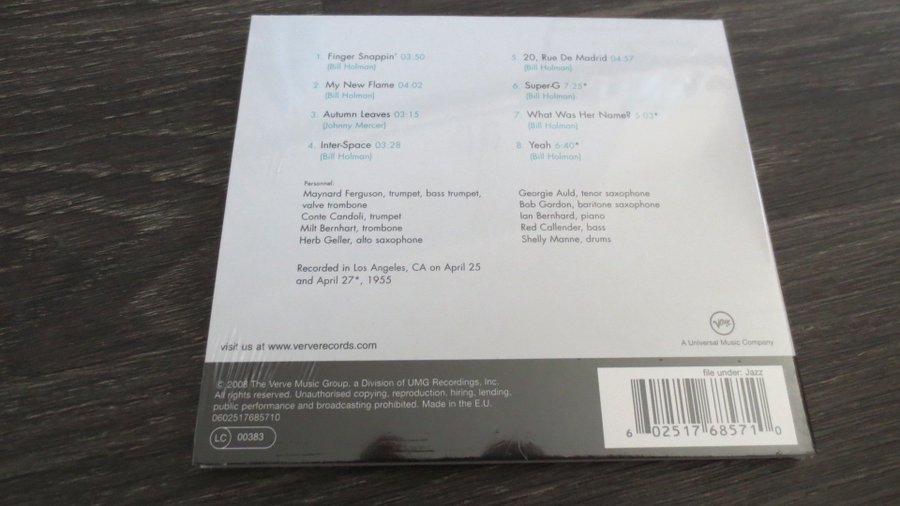 1. Finger Snappin' 03:50
(Bill Holman)
2. My New Flame 04:02
(Bill Holman)
3. Autumn Leaves 03:15
(Johnny Mercer)
4. Inter-Space 03:28
(Bill Holman)
5. 20, Rue De Madrid 04:57
(Bill Holman)
6. Super-G 7:25*
(Bill Holman)
7. What Was Her Name? 5:03*
(Bill Holman)
8. Yeah 6:40*
(Bill Holman)
Personnel:
Maynard Ferguson, trumpet, bass trumpet,
valve trombone
Conte Candoli, trumpet
Milt Bernhart, trombone
Herb Geller, alto saxophone
Georgie Auld, tenor saxophone
Bob Gordon, baritone saxophone
Ian Bernhard, piano
Red Callender, bass
Shelly Manne, drums
Recorded in Los Angeles, CA on April 25
and April 27*, 1955
visit us at www.ververecords.com
Verve
A Universal Music Company
© 2008 The Verve Music Group, a Division of UMG Recordings, Inc.
All rights reserved. Unauthorised copying, reproduction, hiring, lending,
public performance and broadcasting prohibited. Made in the E.U.
0602517685710
LC 00383
file under: Jazz
6 02517 68571 0